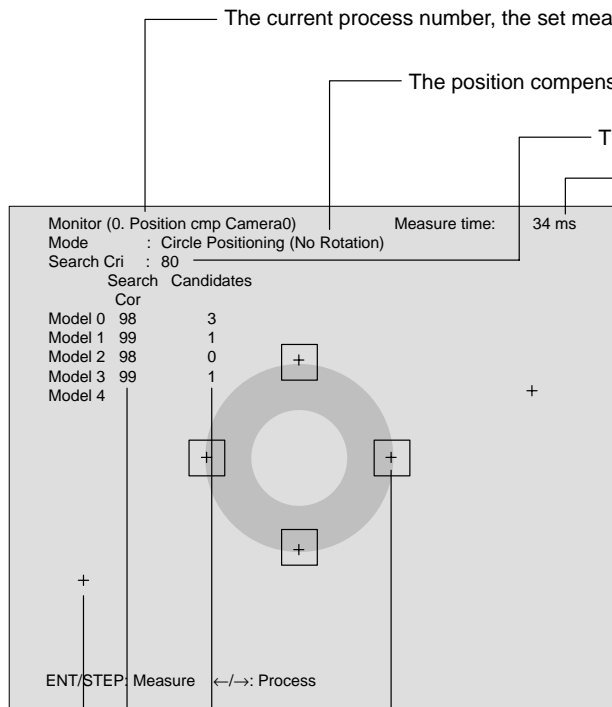 The current process number, the set mea
The position compens
T
Monitor (0. Position cmp Camera0) Measure time: 34 ms
Mode : Circle Positioning (No Rotation)
Search Cri : 80
Search Candidates
Cor
Model 0 98 3
Model 1 99 1
Model 2 98 0
Model 3 99 1
Model 4
ENT/STEP: Measure ←/→: Process